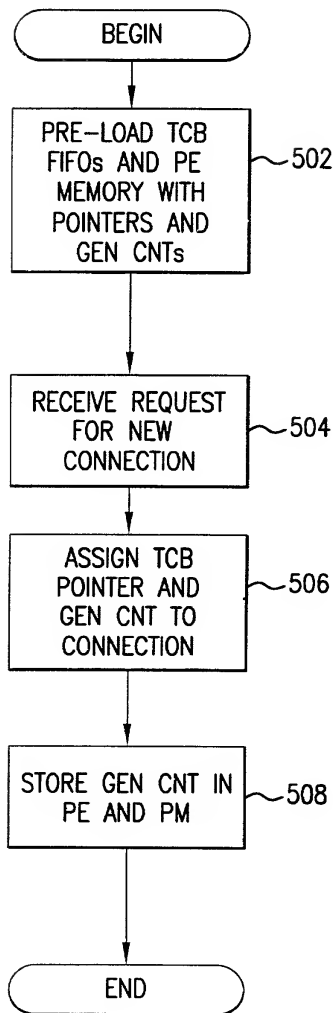 BEGIN
PRE-LOAD TCB
FIFOs AND PE
MEMORY WITH
POINTERS AND
GEN CNTs
502
RECEIVE REQUEST
FOR NEW
CONNECTION
504
ASSIGN TCB
POINTER AND
GEN CNT TO
CONNECTION
506
STORE GEN CNT IN
PE AND PM
508
END